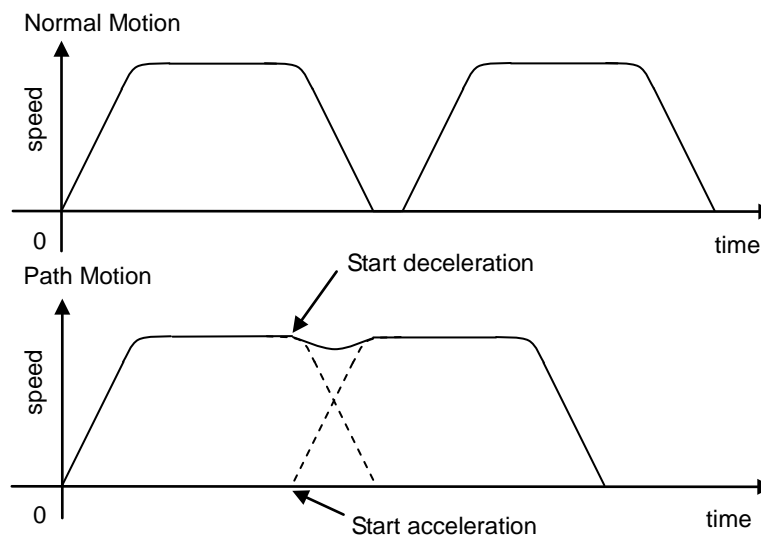 Normal Motion
speed
0
time
Start deceleration
Path Motion
speed
0
time
Start acceleration